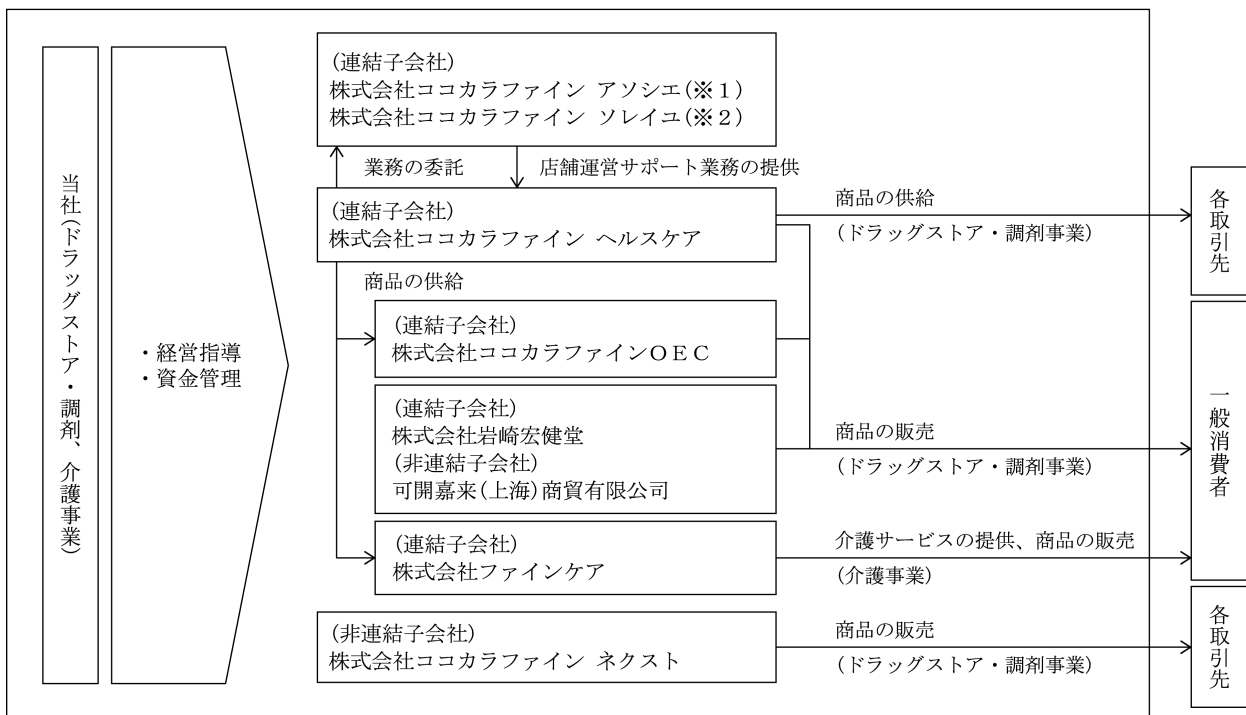 当社(ドラッグストア・調剤、介護事業)
・経営指導
・資金管理
(連結子会社)
株式会社ココカラファイン アソシエ(※1)
株式会社ココカラファイン ソレイユ(※2)
業務の委託
店舗運営サポート業務の提供
(連結子会社)
株式会社ココカラファイン ヘルスケア
商品の供給
(ドラッグストア・調剤事業)
各取引先
商品の供給
(連結子会社)
株式会社ココカラファインOEC
(連結子会社)
株式会社岩崎宏健堂
(非連結子会社)
可開嘉来(上海)商貿有限公司
商品の販売
(ドラッグストア・調剤事業)
一般消費者
(連結子会社)
株式会社ファインケア
介護サービスの提供、商品の販売
(介護事業)
(非連結子会社)
株式会社ココカラファイン ネクスト
商品の販売
(ドラッグストア・調剤事業)
各取引先